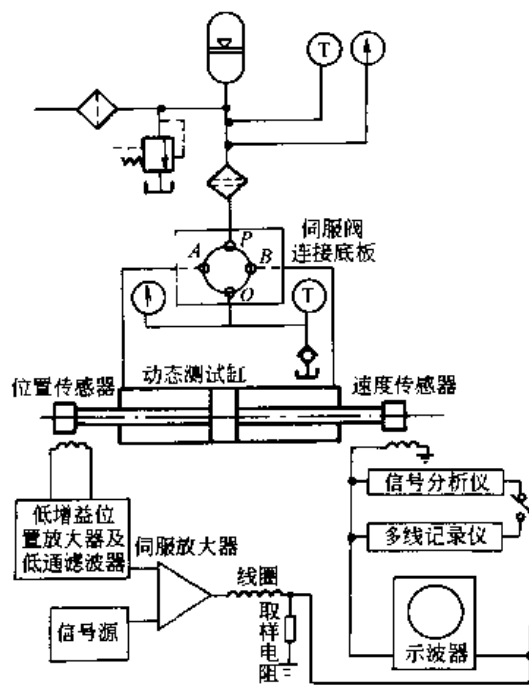 T
P
伺服阀
连接底板
A
B
O
T
位置传感器
动态测试缸
速度传感器
低增益位
置放大器及
低通滤波器
伺服放大器
信号源
线圈
取样电阻
信号分析仪
多线记录仪
示波器